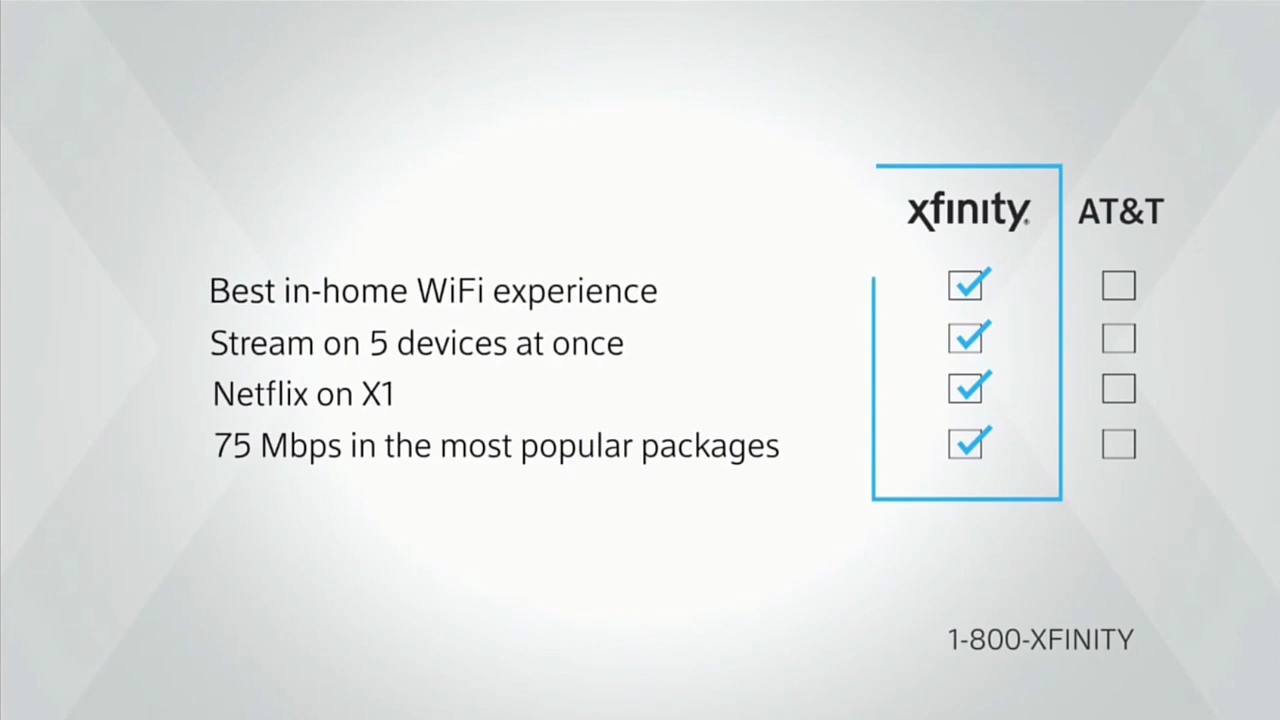 xfinity® AT&T
Best in-home WiFi experience
Stream on 5 devices at once
Netflix on X1
75 Mbps in the most popular packages
1-800-XFINITY